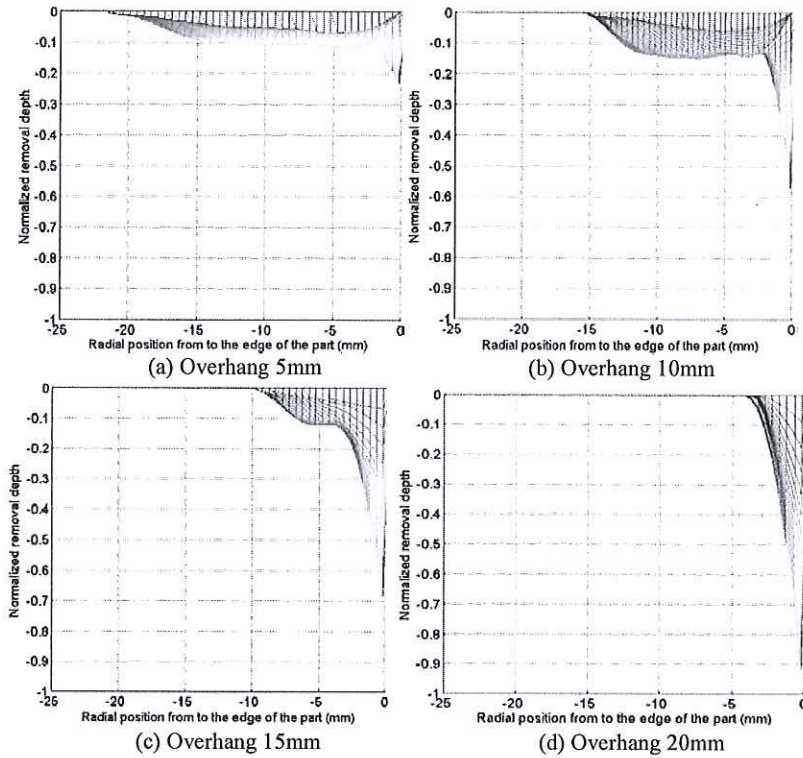 0
-0.1
-0.2
-0.3
-0.4
-0.5
-0.6
-0.7
-0.8
-0.9
-1
Normalized removal depth
-25 -20 -15 -10 -5 0
Radial position from to the edge of the part (mm)
(a) Overhang 5mm
0
-0.1
-0.2
-0.3
-0.4
-0.5
-0.6
-0.7
-0.8
-0.9
-1
Normalized removal depth
-25 -20 -15 -10 -5 0
Radial position from to the edge of the part (mm)
(b) Overhang 10mm
0
-0.1
-0.2
-0.3
-0.4
-0.5
-0.6
-0.7
-0.8
-0.9
-1
Normalized removal depth
-25 -20 -15 -10 -5 0
Radial position from to the edge of the part (mm)
(c) Overhang 15mm
0
-0.1
-0.2
-0.3
-0.4
-0.5
-0.6
-0.7
-0.8
-0.9
-1
Normalized removal depth
-25 -20 -15 -10 -5 0
Radial position from to the edge of the part (mm)
(d) Overhang 20mm